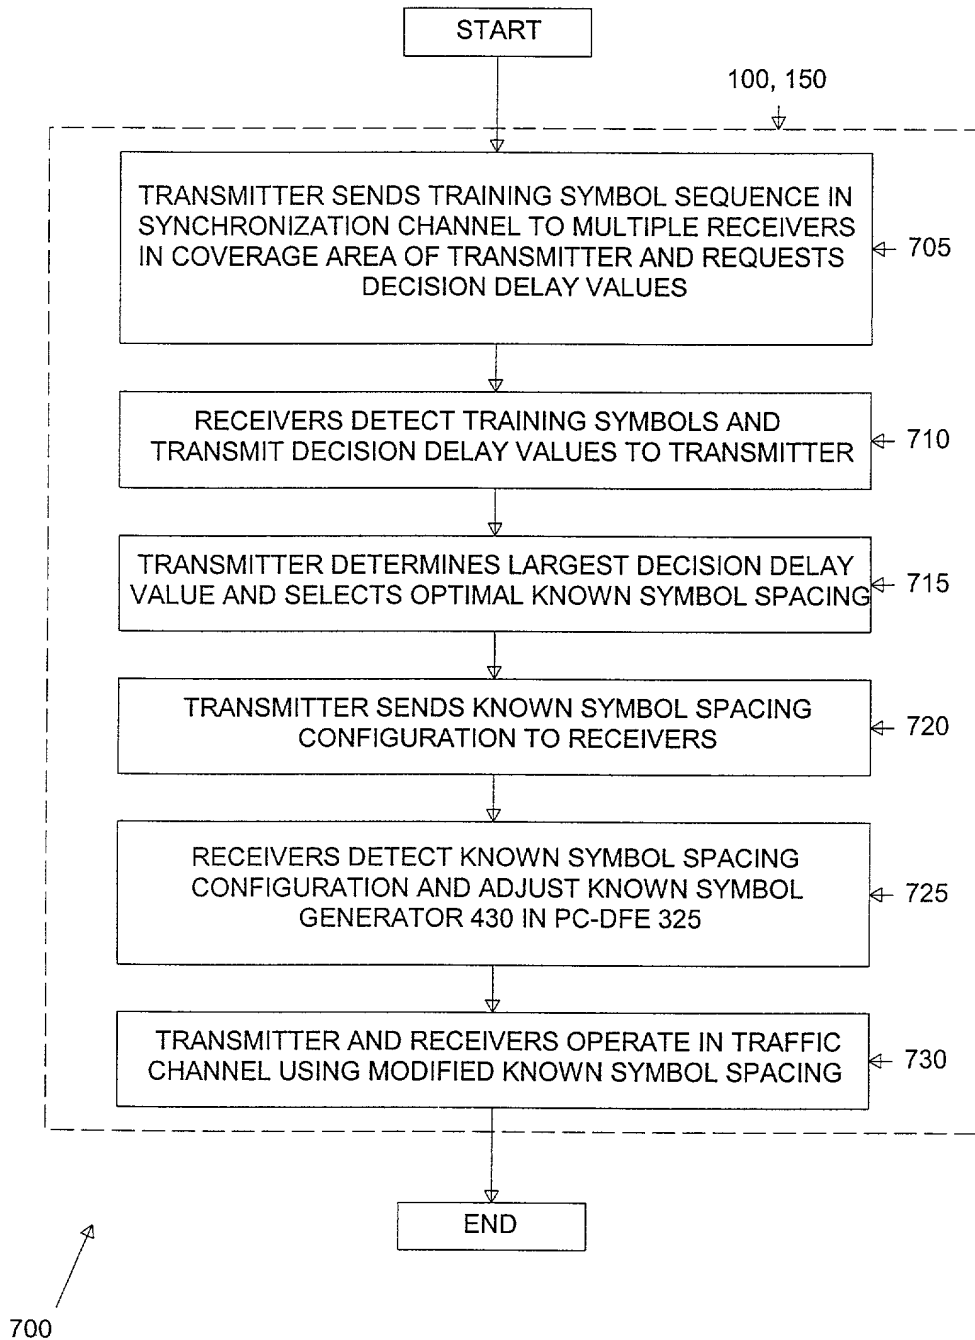 START
100, 150
TRANSMITTER SENDS TRAINING SYMBOL SEQUENCE IN
SYNCHRONIZATION CHANNEL TO MULTIPLE RECEIVERS
IN COVERAGE AREA OF TRANSMITTER AND REQUESTS
DECISION DELAY VALUES
705
RECEIVERS DETECT TRAINING SYMBOLS AND
TRANSMIT DECISION DELAY VALUES TO TRANSMITTER
710
TRANSMITTER DETERMINES LARGEST DECISION DELAY
VALUE AND SELECTS OPTIMAL KNOWN SYMBOL SPACING
715
TRANSMITTER SENDS KNOWN SYMBOL SPACING
CONFIGURATION TO RECEIVERS
720
RECEIVERS DETECT KNOWN SYMBOL SPACING
CONFIGURATION AND ADJUST KNOWN SYMBOL
GENERATOR 430 IN PC-DFE 325
725
TRANSMITTER AND RECEIVERS OPERATE IN TRAFFIC
CHANNEL USING MODIFIED KNOWN SYMBOL SPACING
730
END
700